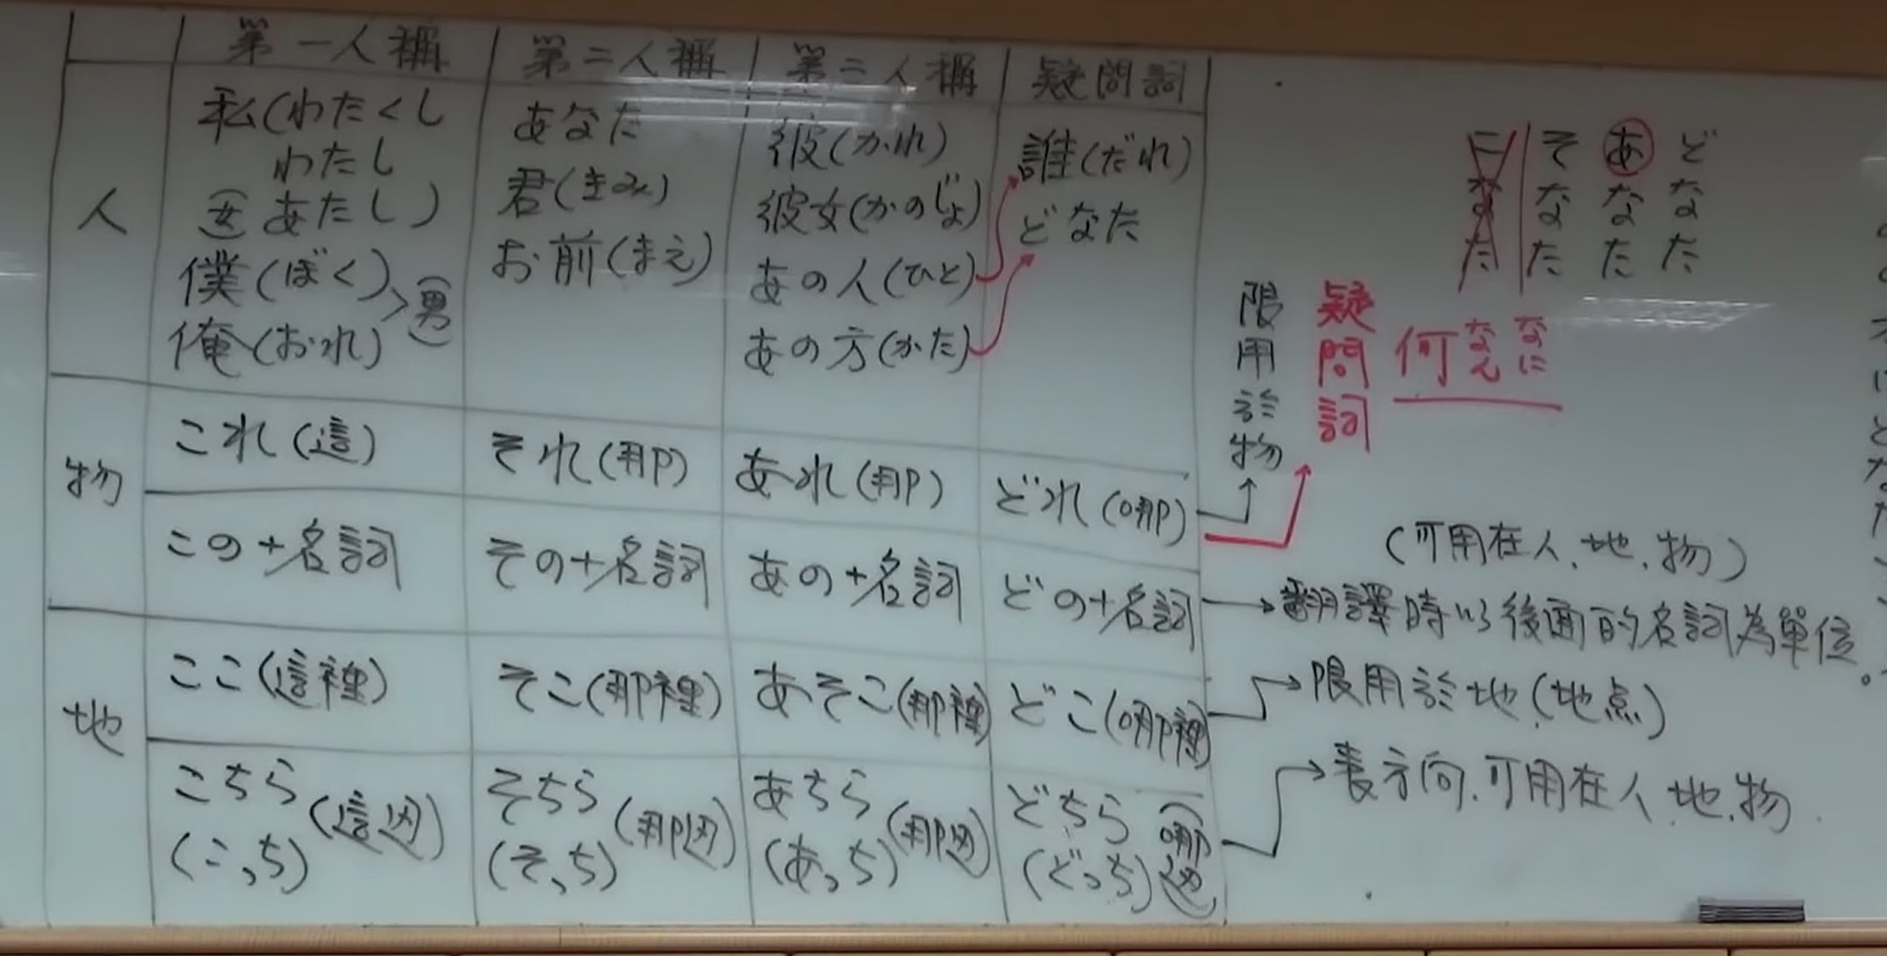 第一人稱 第二人稱 第三人稱 疑問詞
人
私(わたくし
わたし
女 あたし)
僕(ぼく)
俺(おれ)
男
あなた
君(きみ)
お前(まえ)
彼(かれ)
彼女(かのじょ)
あの人(ひと)
あの方(かた)
誰(だれ)
どなた
物
これ(這) それ(那) あれ(那) どれ(哪)
この+名詞 その+名詞 あの+名詞 どの+名詞
地
ここ(這裡) そこ(那裡) あそこ(那裡) どこ(哪裡)
こちら(這边) そちら(那边) あちら(那边) どちら(哪边)
(こっち) (そっち) (あっち) (どっち)
こなた
そなた
あなた
どなた
限用於物
疑問詞
何 なん なに
(可用在人、地、物)
翻譯時以後面的名詞為單位。
限用於地(地点)
表方向,可用在人、地、物